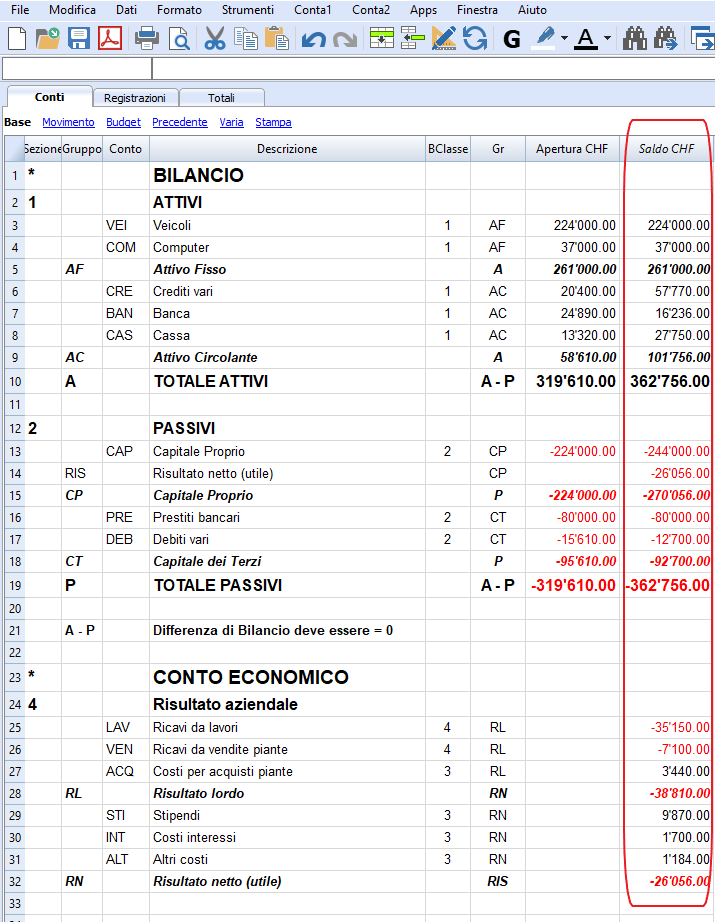 File Modifica Dati Formato Strumenti Conta1 Conta2 Apps Finestra Aiuto
G A
Conti Registrazioni Totali
Base Movimento Budget Precedente Varia Stampa
Sezione Gruppo Conto Descrizione BClasse Gr Apertura CHF Saldo CHF
1 * BILANCIO
2 1 ATTIVI
3 VEI Veicoli 1 AF 224'000.00 224'000.00
4 COM Computer 1 AF 37'000.00 37'000.00
5 AF Attivo Fisso A 261'000.00 261'000.00
6 CRE Crediti vari 1 AC 20'400.00 57'770.00
7 BAN Banca 1 AC 24'890.00 16'236.00
8 CAS Cassa 1 AC 13'320.00 27'750.00
9 AC Attivo Circolante A 58'610.00 101'756.00
10 A TOTALE ATTIVI A - P 319'610.00 362'756.00
11
12 2 PASSIVI
13 CAP Capitale Proprio 2 CP -224'000.00 -244'000.00
14 RIS Risultato netto (utile) CP -26'056.00
15 CP Capitale Proprio P -224'000.00 -270'056.00
16 PRE Prestiti bancari 2 CT -80'000.00 -80'000.00
17 DEB Debiti vari 2 CT -15'610.00 -12'700.00
18 CT Capitale dei Terzi P -95'610.00 -92'700.00
19 P TOTALE PASSIVI A - P -319'610.00 -362'756.00
20
21 A - P Differenza di Bilancio deve essere = 0
22
23 * CONTO ECONOMICO
24 4 Risultato aziendale
25 LAV Ricavi da lavori 4 RL -35'150.00
26 VEN Ricavi da vendite piante 4 RL -7'100.00
27 ACQ Costi per acquisti piante 3 RL 3'440.00
28 RL Risultato lordo RN -38'810.00
29 STI Stipendi 3 RN 9'870.00
30 INT Costi interessi 3 RN 1'700.00
31 ALT Altri costi 3 RN 1'184.00
32 RN Risultato netto (utile) RIS -26'056.00
33